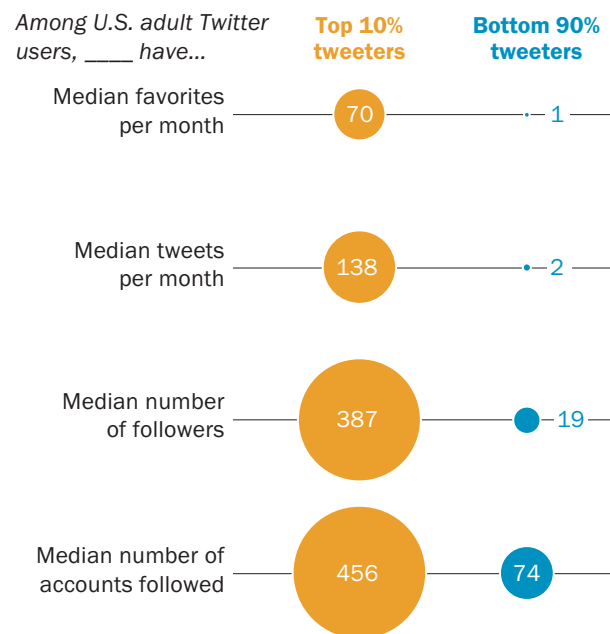 Among U.S. adult Twitter
users, ____ have...
Top 10%
tweeters
Bottom 90%
tweeters
Median favorites
per month
70
1
Median tweets
per month
138
2
Median number
of followers
387
19
Median number of
accounts followed
456
74